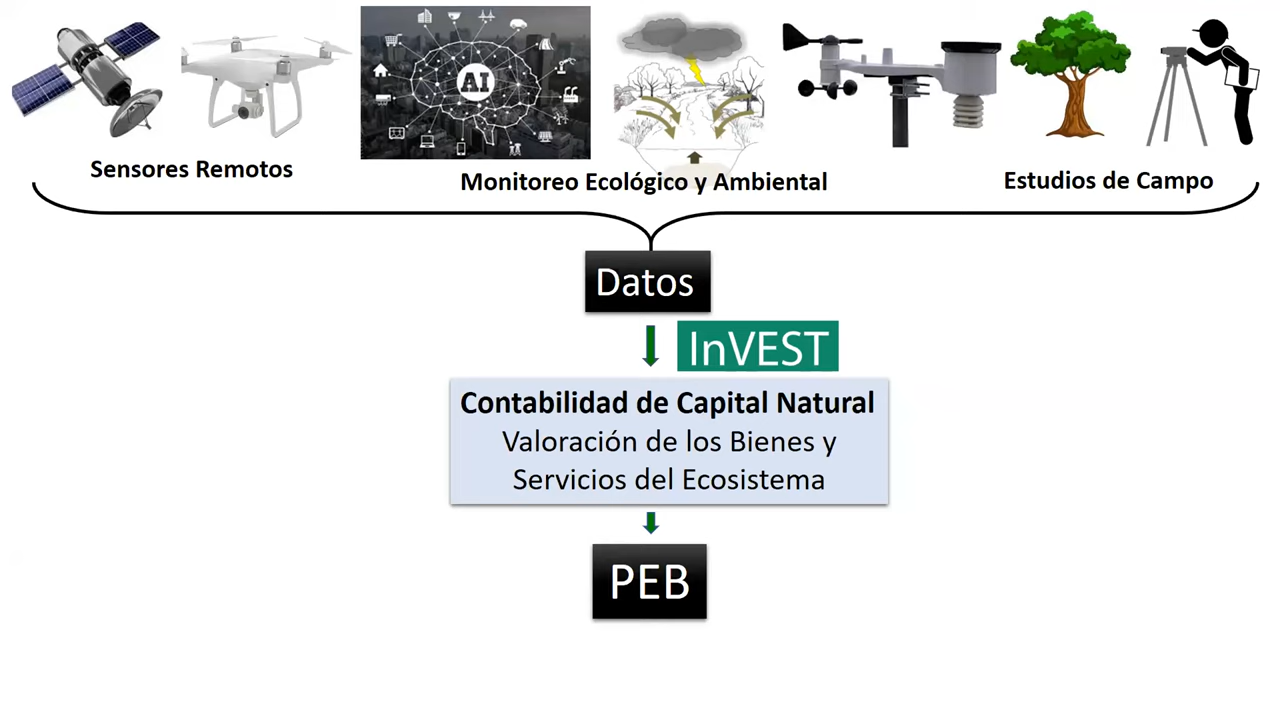 AI
Sensores Remotos
Monitoreo Ecológico y Ambiental
Estudios de Campo
Datos
InVEST
Contabilidad de Capital Natural
Valoración de los Bienes y
Servicios del Ecosistema
PEB